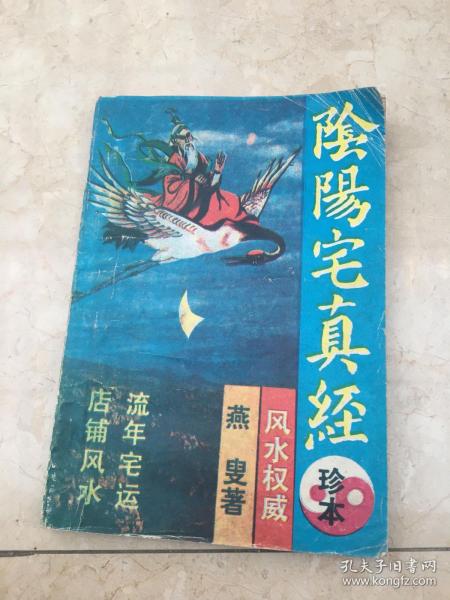 陰陽宅真経
珍本
风水权威
燕叟著
流年宅运
店铺风水
孔夫子旧书网
www.kongfz.com